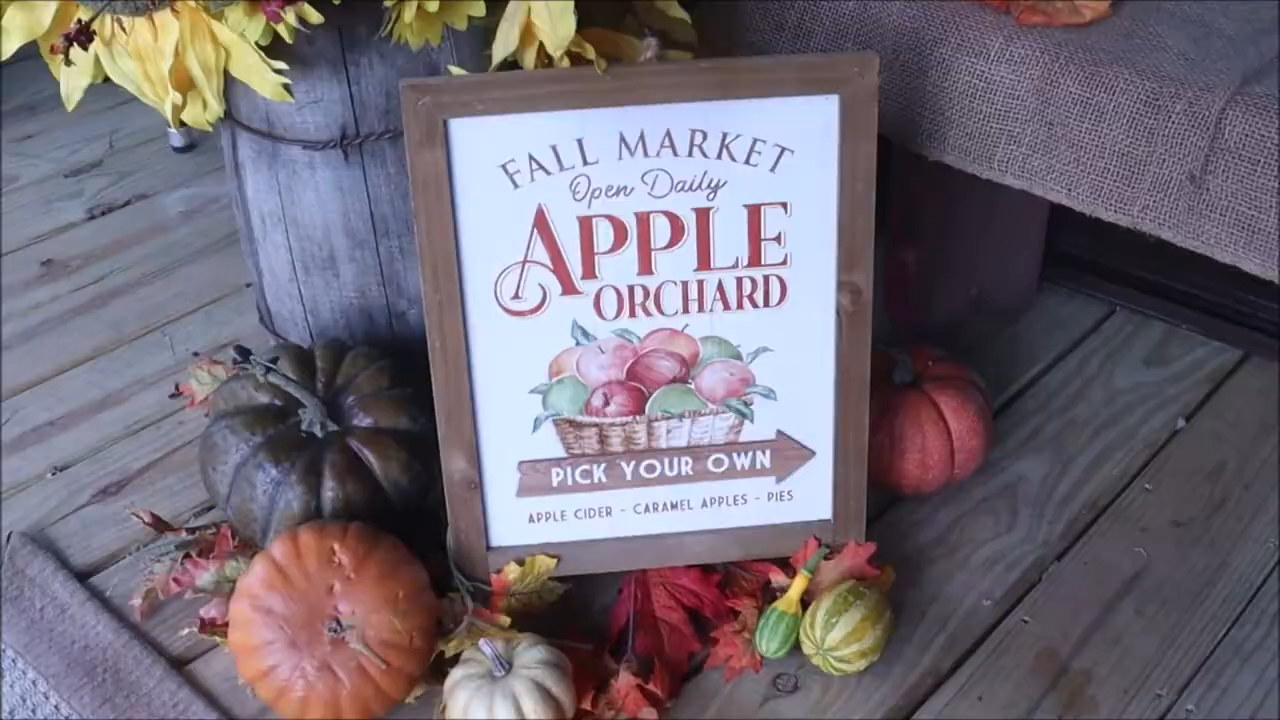 FALL MARKET
Open Daily
APPLE
ORCHARD
PICK YOUR OWN
APPLE CIDER - CARAMEL APPLES - PIES